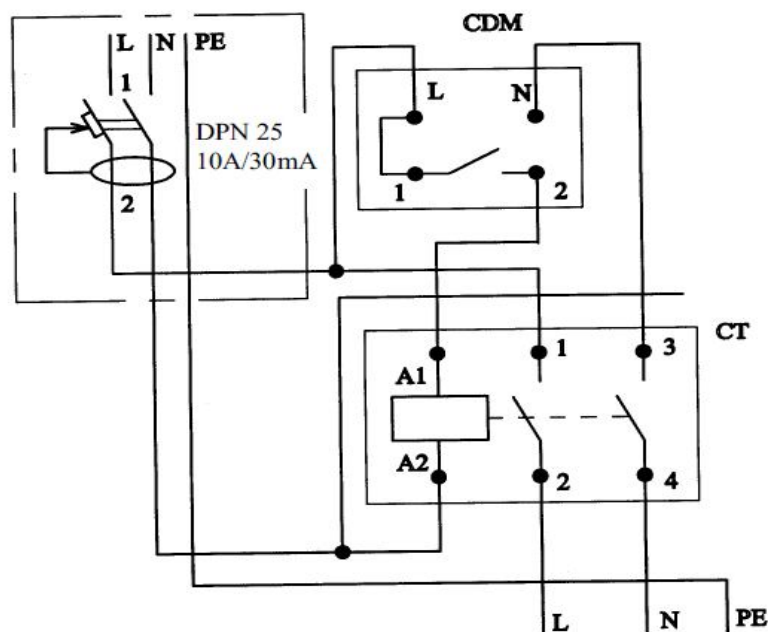 CDM
L N PE
1
DPN 25
10A/30mA
2
L N
1 2
CT
A1 1 3
A2 2 4
L N PE